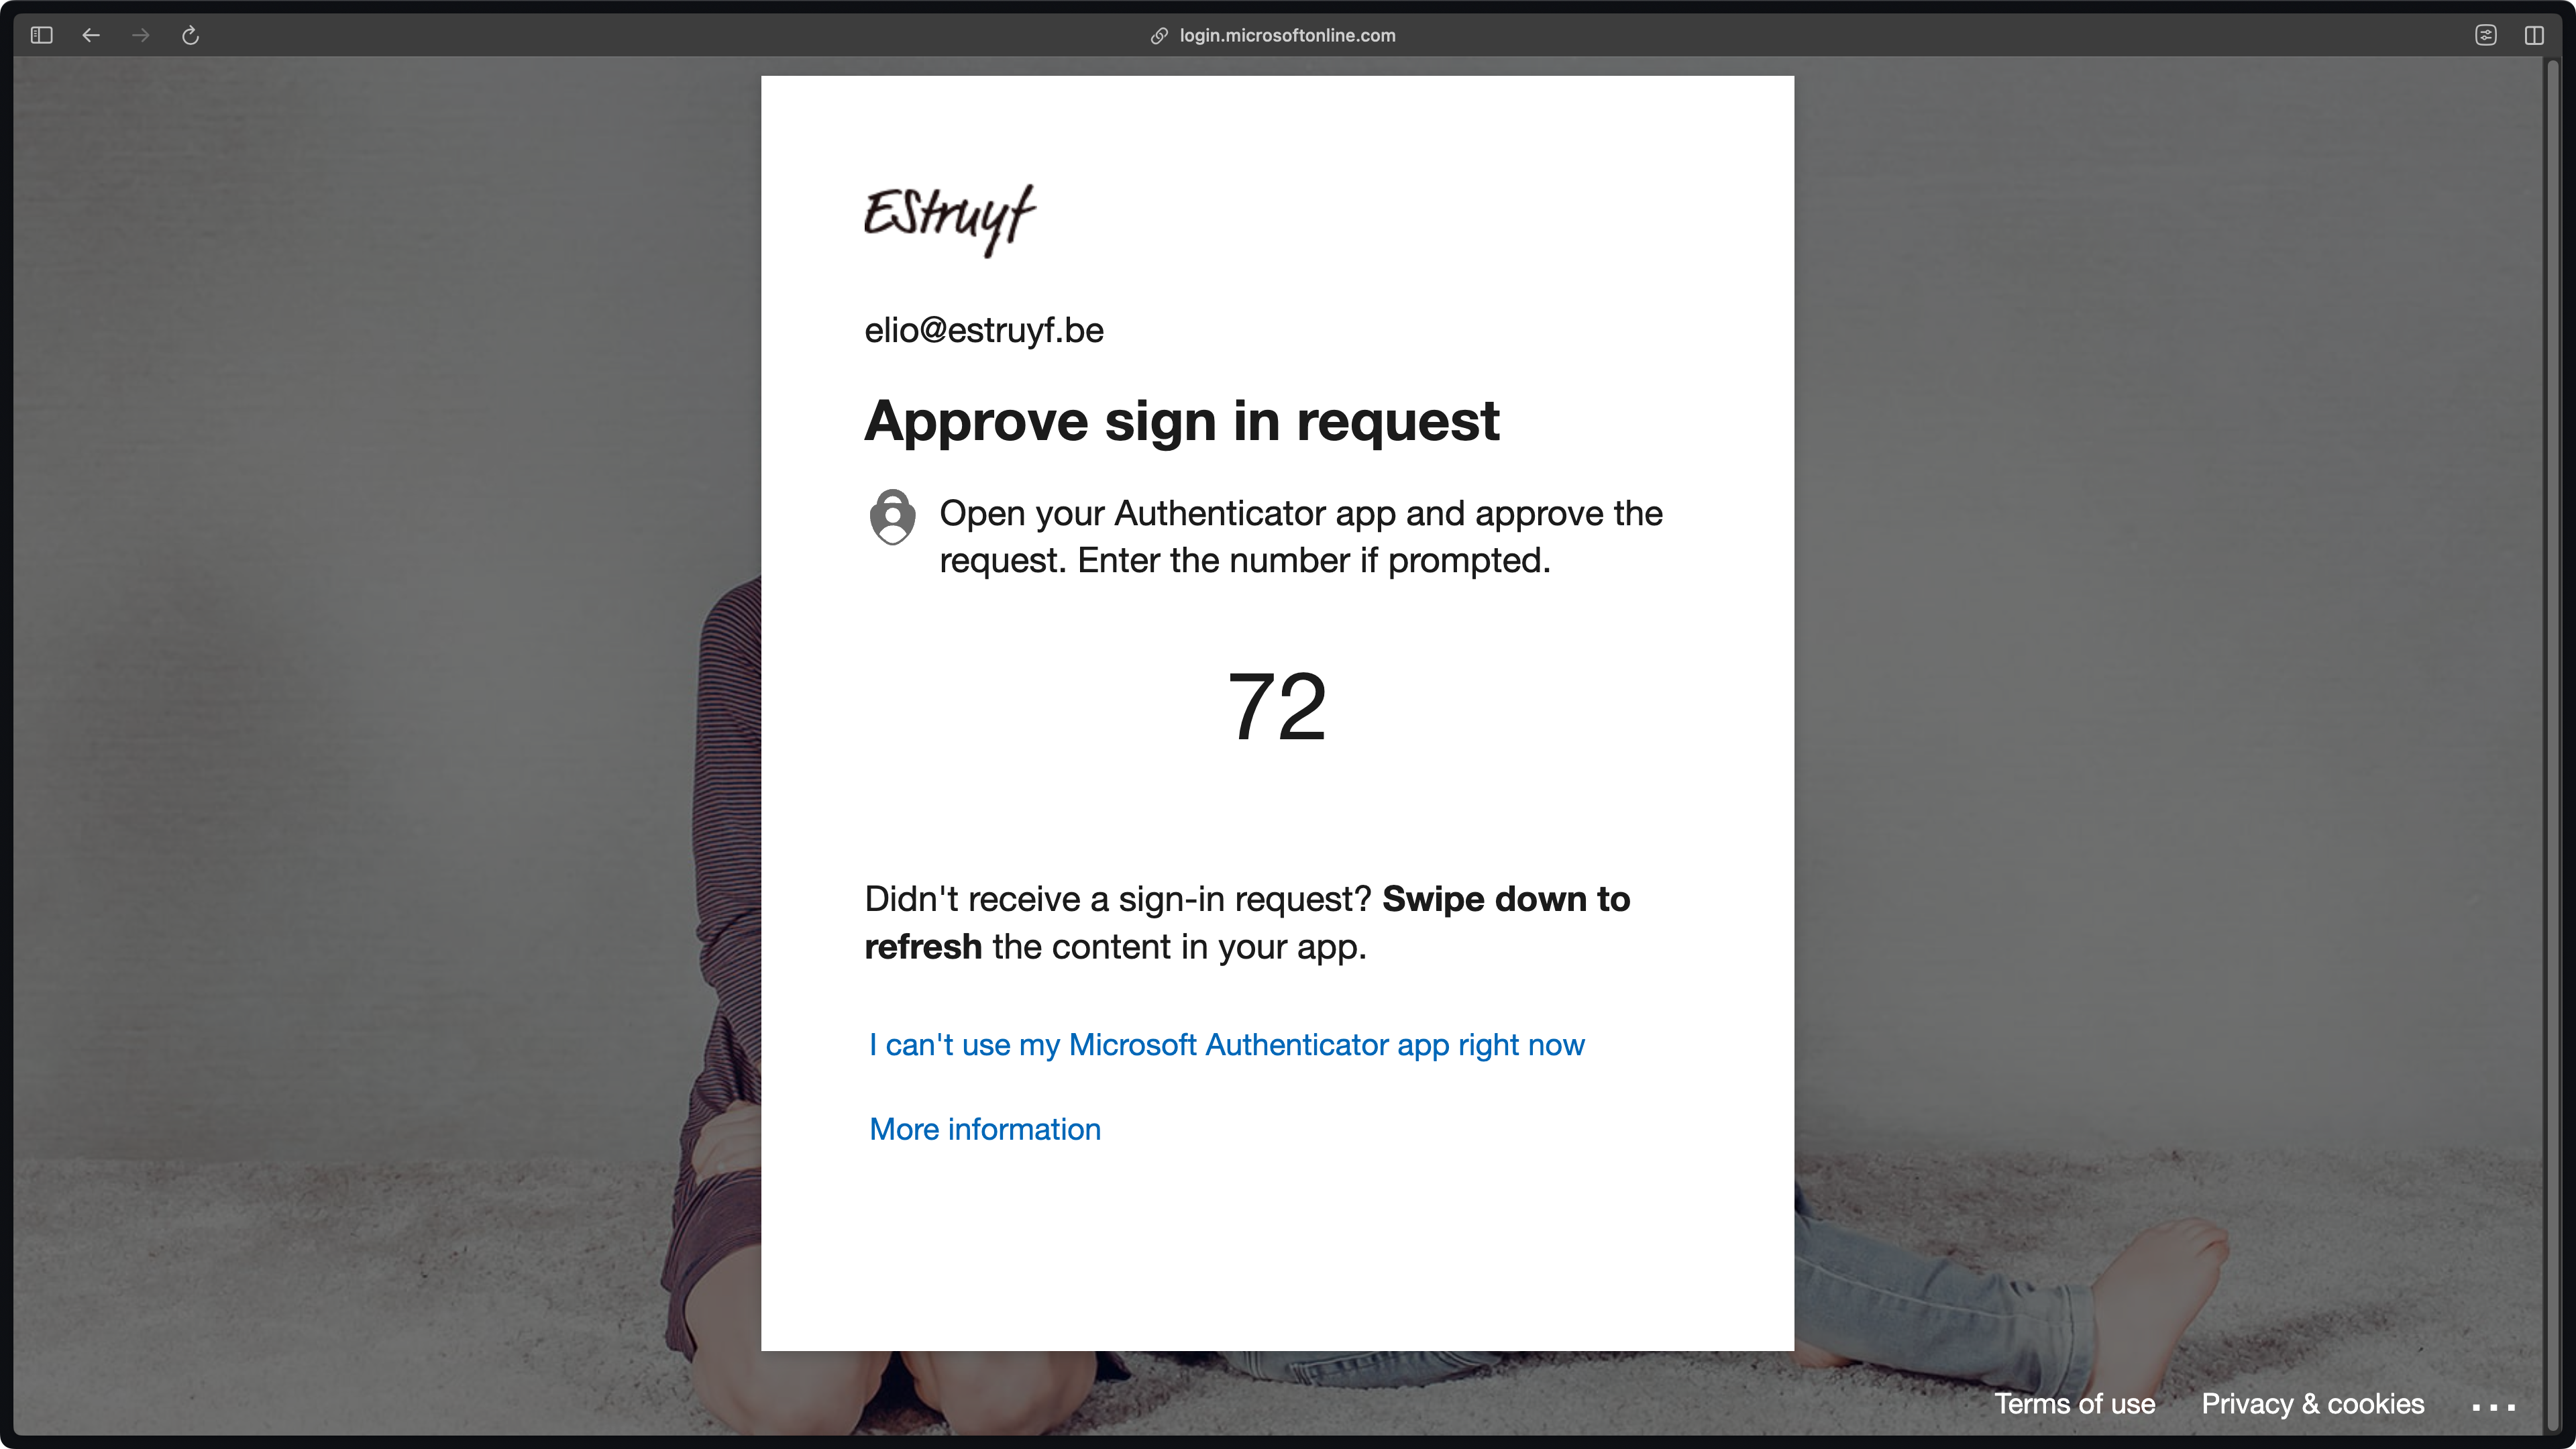 login.microsoftonline.com
EStruyf
elio@estruyf.be
Approve sign in request
Open your Authenticator app and approve the
request. Enter the number if prompted.
72
Didn't receive a sign-in request? Swipe down to
refresh the content in your app.
I can't use my Microsoft Authenticator app right now
More information
Terms of use Privacy & cookies ...